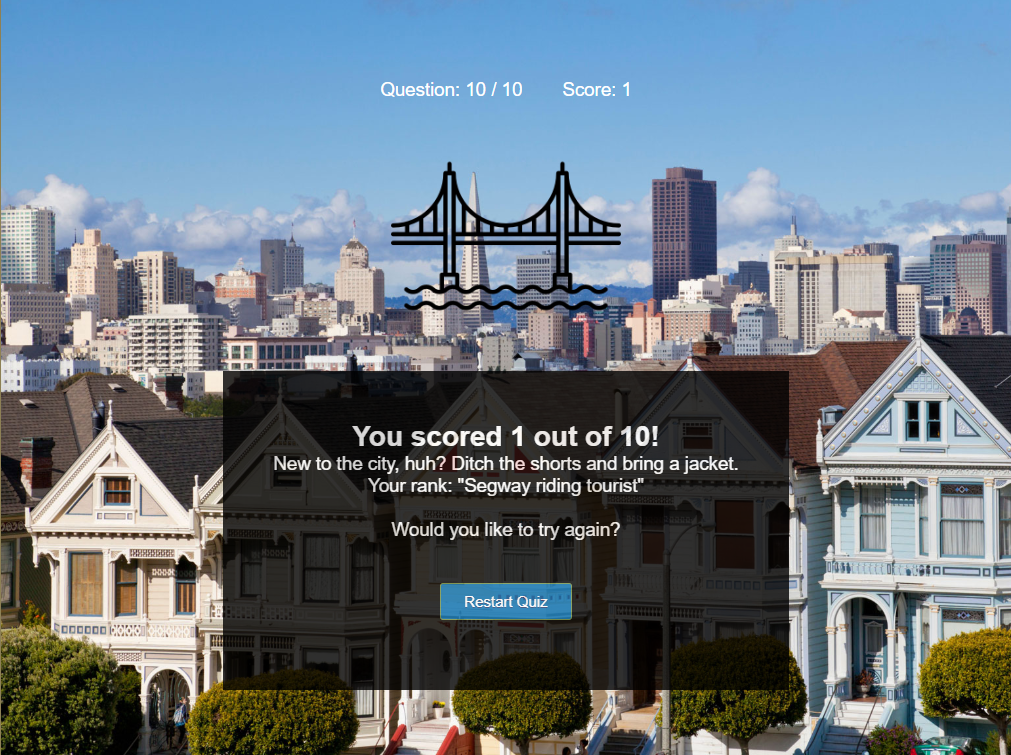 Question: 10 / 10 Score: 1
You scored 1 out of 10!
New to the city, huh? Ditch the shorts and bring a jacket.
Your rank: "Segway riding tourist"
Would you like to try again?
Restart Quiz